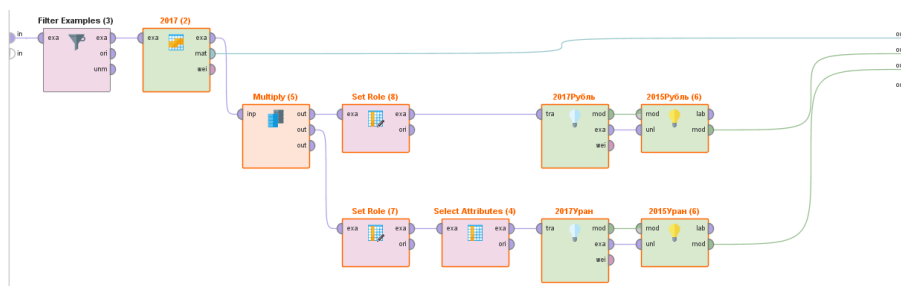 Filter Examples (3)
2017 (2)
in
exa
exa
exa
exa
in
ori
mat
unm
wei
Multiply (5)
Set Role (8)
2017Рубль
2015Рубль (6)
inp
out
exa
exa
tra
mod
mod
lab
out
ori
exa
unl
mod
out
wei
Set Role (7)
Select Attributes (4)
2017Уран
2015Уран (6)
exa
exa
exa
exa
tra
mod
mod
lab
ori
ori
exa
unl
mod
wei